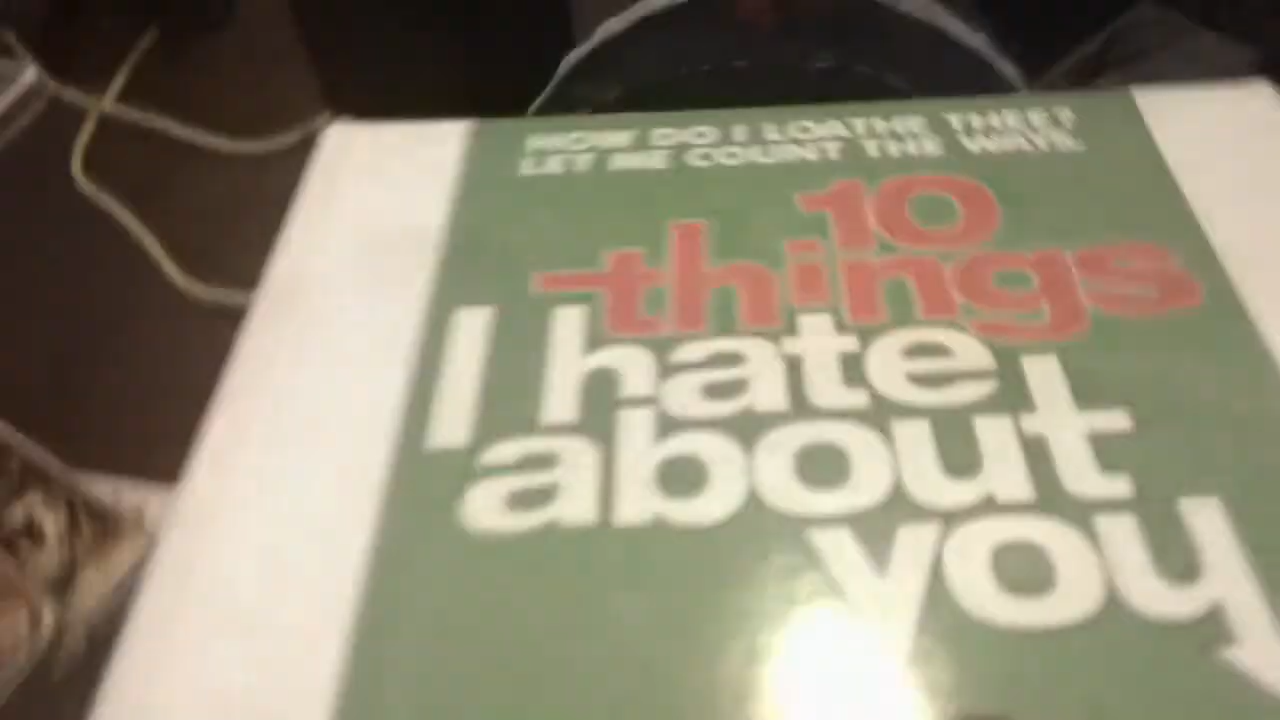 HOW DO I LOATHE THEE?
LET ME COUNT THE WAYS.
10
things
I hate
about
you